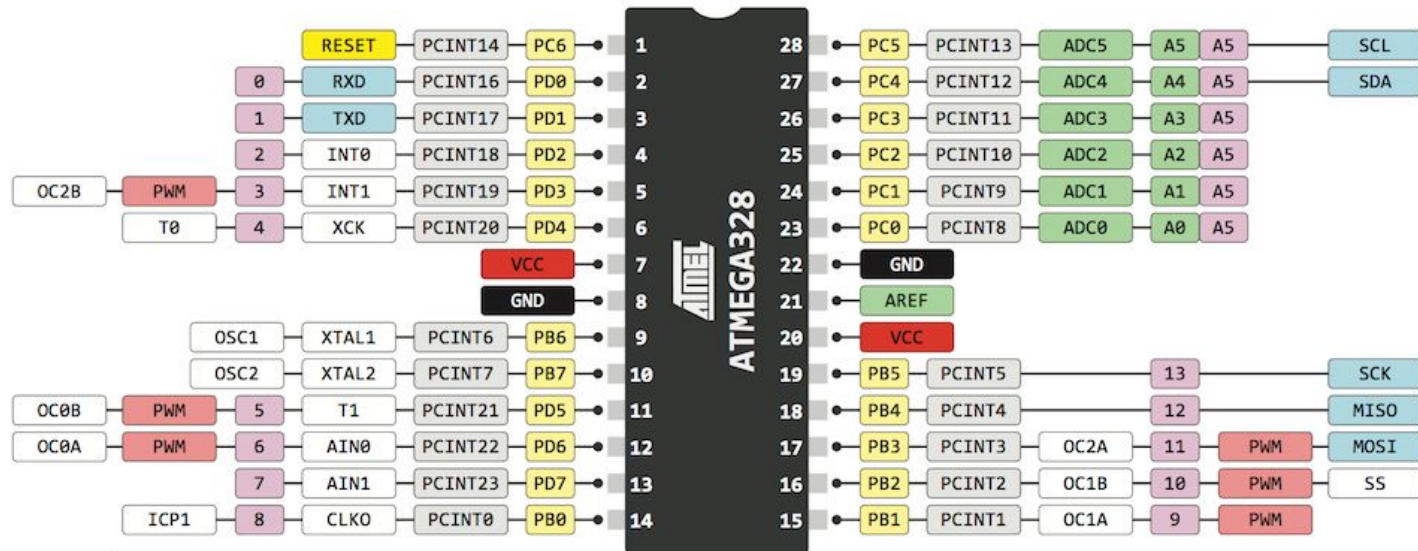 RESET PCINT14 PC6 1 28 PC5 PCINT13 ADC5 A5 A5 SCL
0 RXD PCINT16 PD0 2 27 PC4 PCINT12 ADC4 A4 A5 SDA
1 TXD PCINT17 PD1 3 26 PC3 PCINT11 ADC3 A3 A5
2 INT0 PCINT18 PD2 4 25 PC2 PCINT10 ADC2 A2 A5
OC2B PWM 3 INT1 PCINT19 PD3 5 24 PC1 PCINT9 ADC1 A1 A5
T0 4 XCK PCINT20 PD4 6 23 PC0 PCINT8 ADC0 A0 A5
VCC 7 22 GND
GND 8 21 AREF
ATMEL
ATMEGA328
OSC1 XTAL1 PCINT6 PB6 9 20 VCC
OSC2 XTAL2 PCINT7 PB7 10 19 PB5 PCINT5 13 SCK
OC0B PWM 5 T1 PCINT21 PD5 11 18 PB4 PCINT4 12 MISO
OC0A PWM 6 AIN0 PCINT22 PD6 12 17 PB3 PCINT3 OC2A 11 PWM MOSI
7 AIN1 PCINT23 PD7 13 16 PB2 PCINT2 OC1B 10 PWM SS
ICP1 8 CLKO PCINT0 PB0 14 15 PB1 PCINT1 OC1A 9 PWM